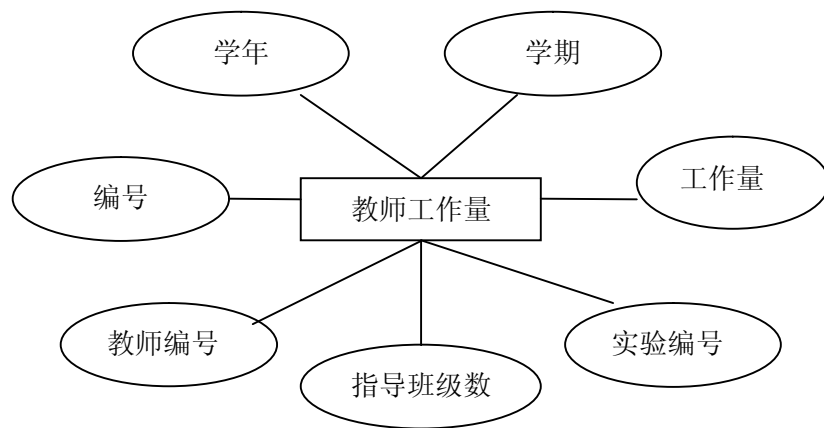 学年
学期
编号
教师工作量
工作量
教师编号
指导班级数
实验编号